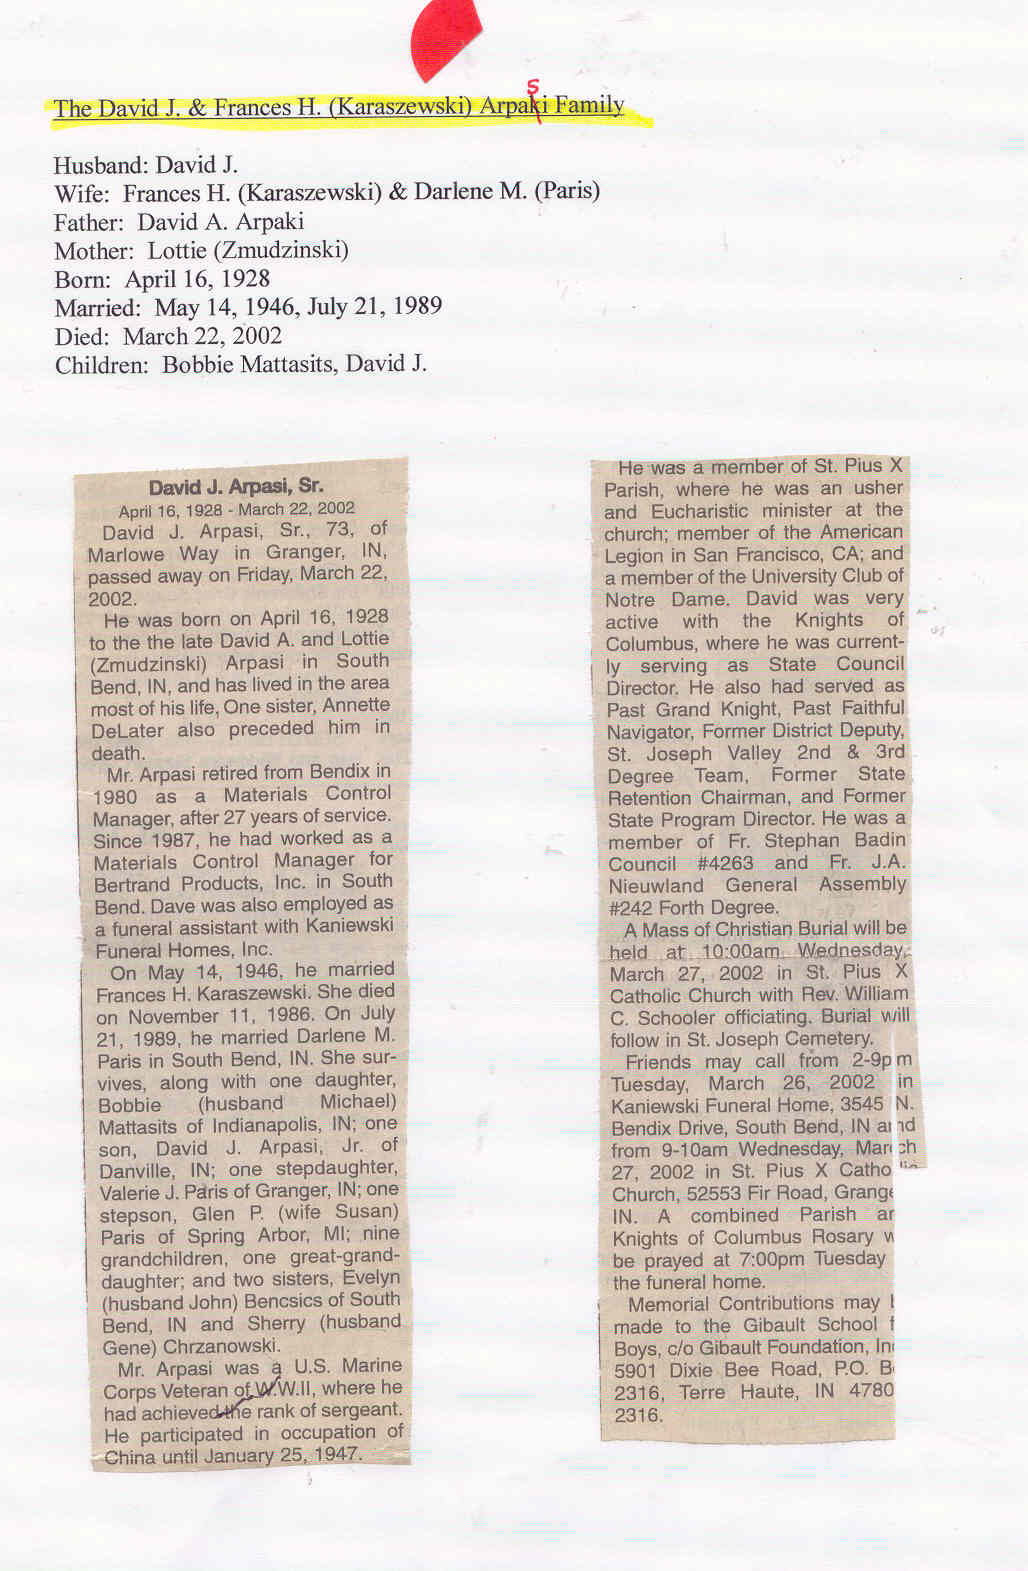 The David J. & Frances H. (Karaszewski) Arpaki Family
s
Husband: David J.
Wife: Frances H. (Karaszewski) & Darlene M. (Paris)
Father: David A. Arpaki
Mother: Lottie (Zmudzinski)
Born: April 16, 1928
Married: May 14, 1946, July 21, 1989
Died: March 22, 2002
Children: Bobbie Mattasits, David J.
David J. Arpasi, Sr.
April 16, 1928 - March 22, 2002
David J. Arpasi, Sr., 73, of
Marlowe Way in Granger, IN,
passed away on Friday, March 22,
2002.
He was born on April 16, 1928
to the the late David A. and Lottie
(Zmudzinski) Arpasi in South
Bend, IN, and has lived in the area
most of his life, One sister, Annette
DeLater also preceded him in
death.
Mr. Arpasi retired from Bendix in
1980 as a Materials Control
Manager, after 27 years of service.
Since 1987, he had worked as a
Materials Control Manager for
Bertrand Products, Inc. in South
Bend. Dave was also employed as
a funeral assistant with Kaniewski
Funeral Homes, Inc.
On May 14, 1946, he married
Frances H. Karaszewski. She died
on November 11, 1986. On July
21, 1989, he married Darlene M.
Paris in South Bend, IN. She sur-
vives, along with one daughter,
Bobbie (husband Michael)
Mattasits of Indianapolis, IN; one
son, David J. Arpasi, Jr. of
Danville, IN; one stepdaughter,
Valerie J. Paris of Granger, IN; one
stepson, Glen P. (wife Susan)
Paris of Spring Arbor, MI; nine
grandchildren, one great-grand-
daughter; and two sisters, Evelyn
(husband John) Bencsics of South
Bend, IN and Sherry (husband
Gene) Chrzanowski.
Mr. Arpasi was a U.S. Marine
Corps Veteran of W.W.II, where he
had achieved the rank of sergeant.
He participated in occupation of
China until January 25, 1947.
He was a member of St. Pius X
Parish, where he was an usher
and Eucharistic minister at the
church; member of the American
Legion in San Francisco, CA; and
a member of the University Club of
Notre Dame. David was very
active with the Knights of
Columbus, where he was current-
ly serving as State Council
Director. He also had served as
Past Grand Knight, Past Faithful
Navigator, Former District Deputy,
St. Joseph Valley 2nd & 3rd
Degree Team, Former State
Retention Chairman, and Former
State Program Director. He was a
member of Fr. Stephan Badin
Council #4263 and Fr. J.A.
Nieuwland General Assembly
#242 Forth Degree.
A Mass of Christian Burial will be
held at 10:00am Wednesday,
March 27, 2002 in St. Pius X
Catholic Church with Rev. William
C. Schooler officiating. Burial will
follow in St. Joseph Cemetery.
Friends may call from 2-9pm
Tuesday, March 26, 2002 in
Kaniewski Funeral Home, 3545 N.
Bendix Drive, South Bend, IN and
from 9-10am Wednesday, March
27, 2002 in St. Pius X Catho
Church, 52553 Fir Road, Grange
IN. A combined Parish an
Knights of Columbus Rosary w
be prayed at 7:00pm Tuesday
the funeral home.
Memorial Contributions may
made to the Gibault School f
Boys, c/o Gibault Foundation, In
5901 Dixie Bee Road, P.O. B
2316, Terre Haute, IN 4780
2316.